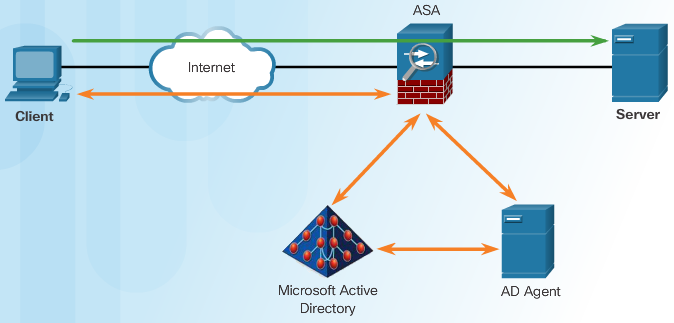 ASA
Internet
Client
Server
Microsoft Active
Directory
AD Agent